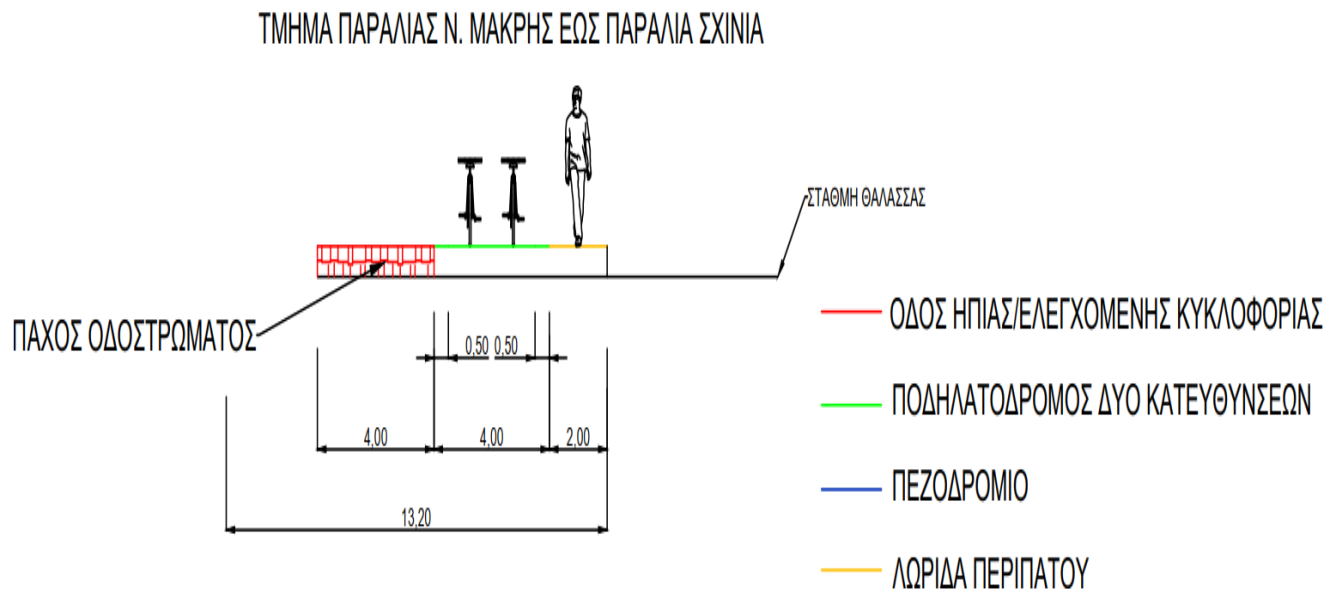 ΤΜΗΜΑ ΠΑΡΑΛΙΑΣ Ν. ΜΑΚΡΗΣ ΕΩΣ ΠΑΡΑΛΙΑ ΣΧΙΝΙΑ
ΣΤΑΘΜΗ ΘΑΛΑΣΣΑΣ
ΠΑΧΟΣ ΟΔΟΣΤΡΩΜΑΤΟΣ
ΟΔΟΣ ΗΠΙΑΣ/ΕΛΕΓΧΟΜΕΝΗΣ ΚΥΚΛΟΦΟΡΙΑΣ
0,50 0,50
ΠΟΔΗΛΑΤΟΔΡΟΜΟΣ ΔΥΟ ΚΑΤΕΥΘΥΝΣΕΩΝ
4,00 4,00 2,00
ΠΕΖΟΔΡΟΜΙΟ
13,20
ΛΩΡΙΔΑ ΠΕΡΙΠΑΤΟΥ